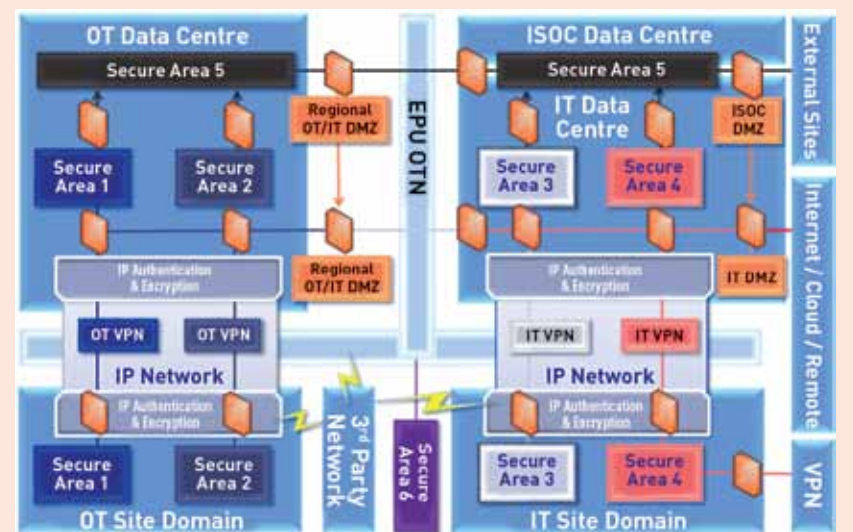 OT Data Centre
Secure Area 5
Regional
OT/IT DMZ
Secure
Area 1
Secure
Area 2
Regional
OT/IT DMZ
IP Authentication
& Encryption
OT VPN
OT VPN
IP Network
IP Authentication
& Encryption
Secure
Area 1
Secure
Area 2
OT Site Domain
EPU OTN
3rd Party
Network
Secure
Area 6
ISOC Data Centre
Secure Area 5
IT Data
Centre
ISOC
DMZ
Secure
Area 3
Secure
Area 4
IT DMZ
IP Authentication
& Encryption
IT VPN
IT VPN
IP Network
IP Authentication
& Encryption
Secure
Area 3
Secure
Area 4
IT Site Domain
External Sites
Internet / Cloud / Remote
VPN